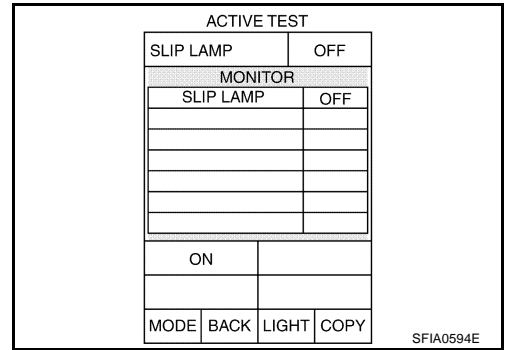 ACTIVE TEST
SLIP LAMP OFF
MONITOR
SLIP LAMP OFF
ON
MODE BACK LIGHT COPY
SFIA0594E